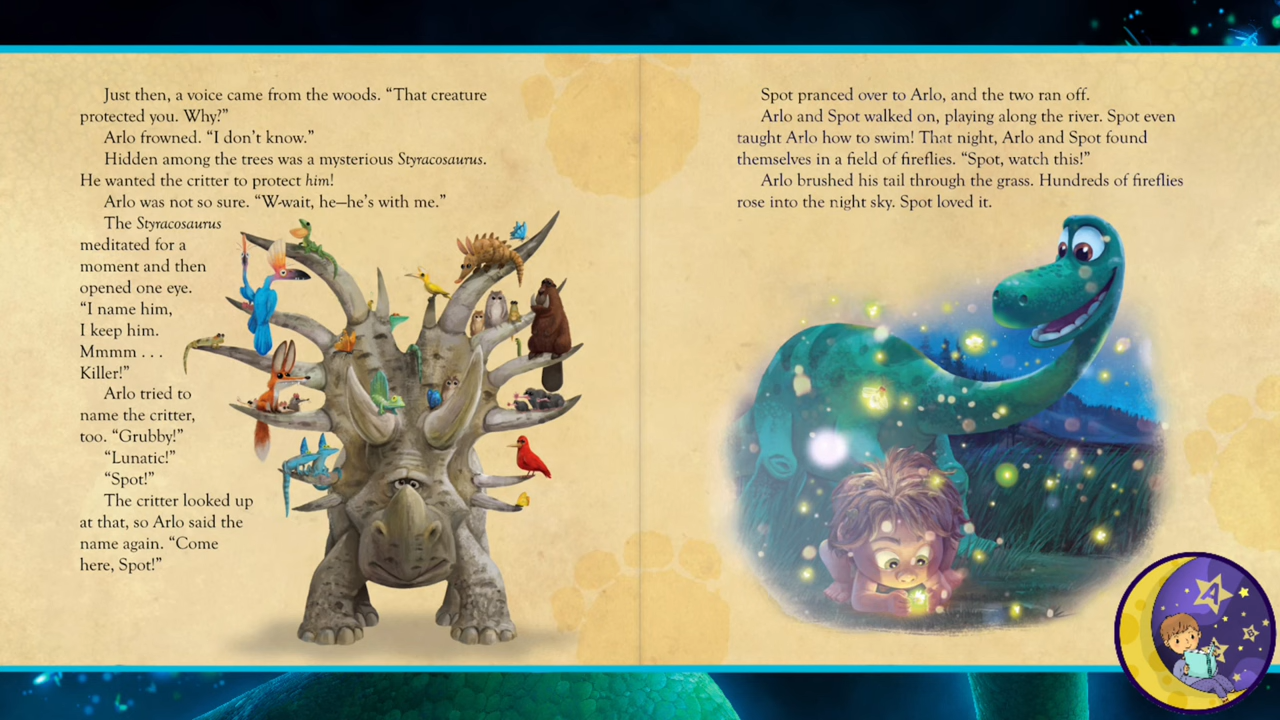 Just then, a voice came from the woods. “That creature
protected you. Why?”
Arlo frowned. “I don’t know.”
Hidden among the trees was a mysterious Styracosaurus.
He wanted the critter to protect him!
Arlo was not so sure. “W-wait, he—he’s with me.”
The Styracosaurus
meditated for a
moment and then
opened one eye.
“I name him,
I keep him.
Mmmm . . .
Killer!”
Arlo tried to
name the critter,
too. “Grubby!”
“Lunatic!”
“Spot!”
The critter looked up
at that, so Arlo said the
name again. “Come
here, Spot!”
Spot pranced over to Arlo, and the two ran off.
Arlo and Spot walked on, playing along the river. Spot even
taught Arlo how to swim! That night, Arlo and Spot found
themselves in a field of fireflies. “Spot, watch this!”
Arlo brushed his tail through the grass. Hundreds of fireflies
rose into the night sky. Spot loved it.
A